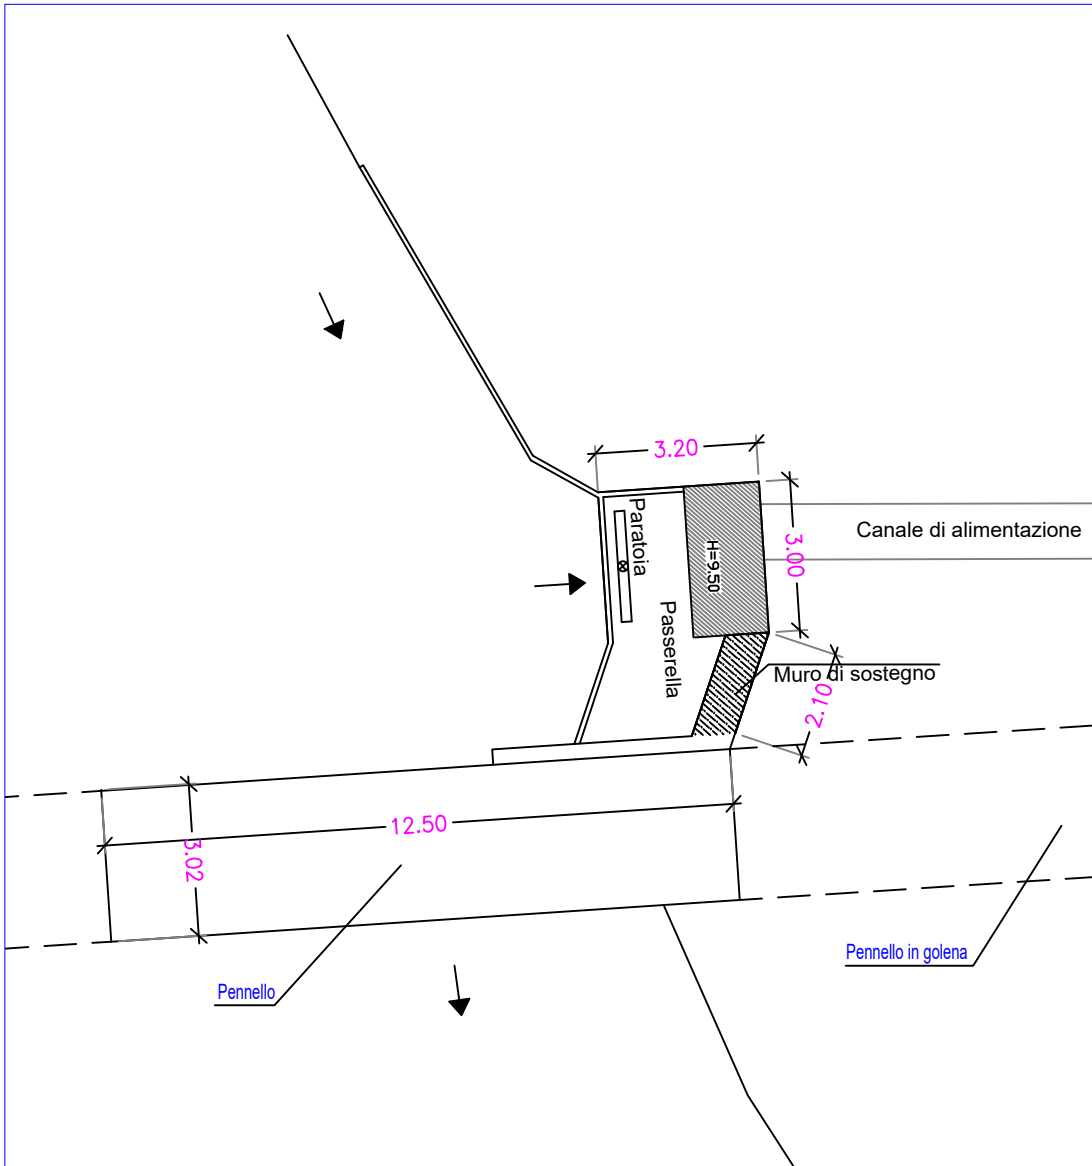 3.20
Paratoia
H=9.50
3.00
Canale di alimentazione
Passerella
Muro di sostegno
2.10
12.50
3.02
Pennello in golena
Pennello